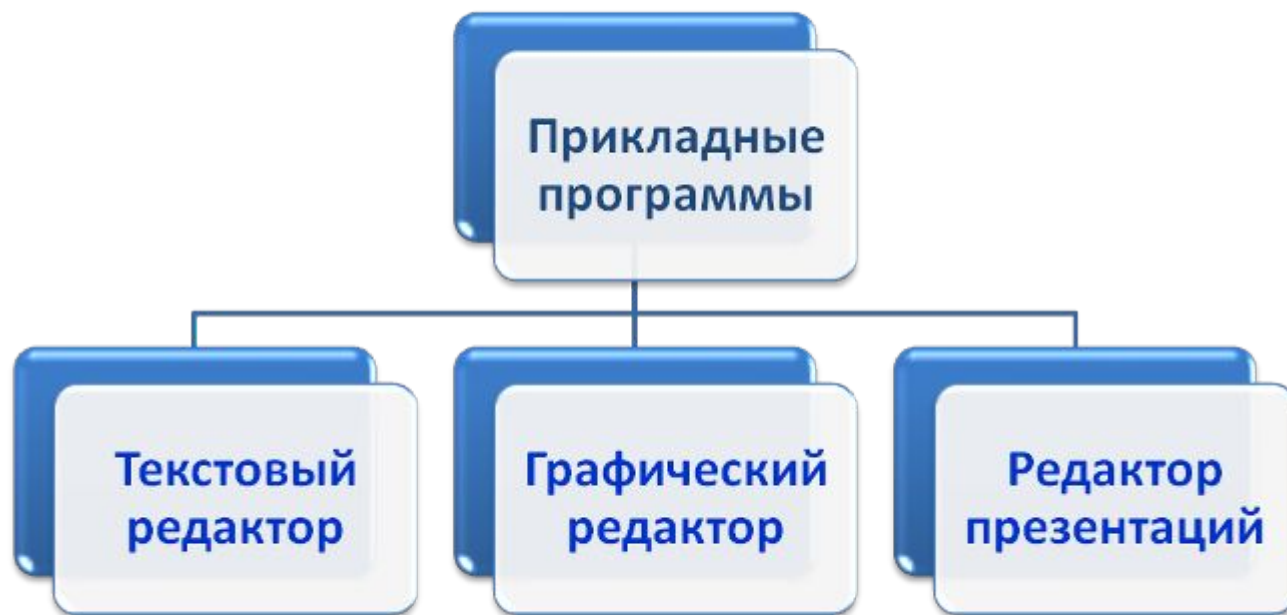 Прикладные
программы
Текстовый
редактор
Графический
редактор
Редактор
презентаций